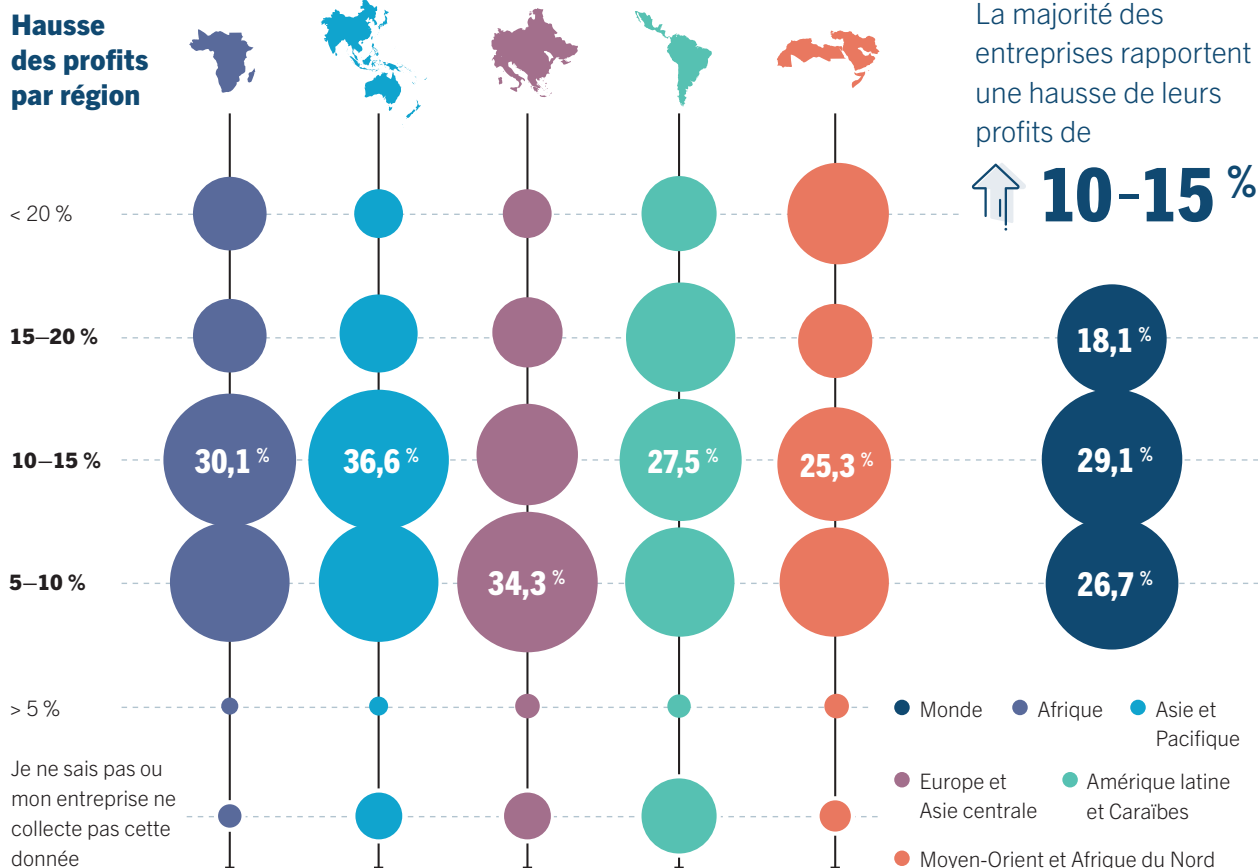 Hausse
des profits
par région
La majorité des
entreprises rapportent
une hausse de leurs
profits de
10–15 %
< 20 %
15–20 %
18,1 %
10–15 %
30,1 %
36,6 %
27,5 %
25,3 %
29,1 %
5–10 %
34,3 %
26,7 %
> 5 %
Je ne sais pas ou
mon entreprise ne
collecte pas cette
donnée
Monde
Afrique
Asie et
Pacifique
Europe et
Asie centrale
Amérique latine
et Caraïbes
Moyen-Orient et Afrique du Nord